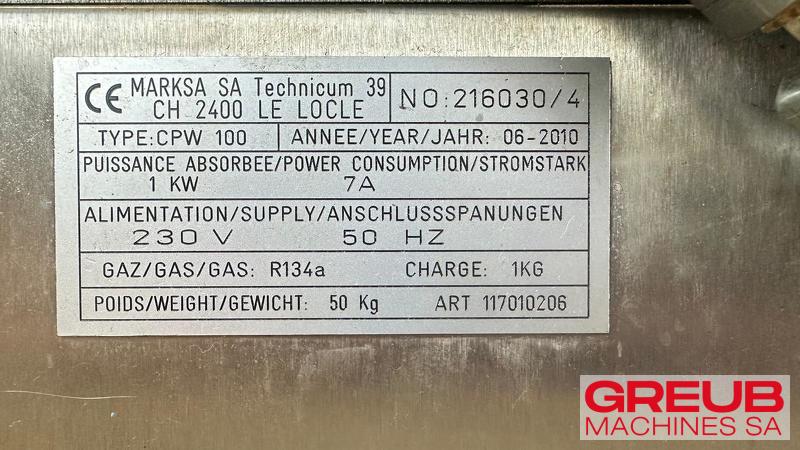 CE MARKSA SA Technicum 39
CH 2400 LE LOCLE
NO:216030/4
TYPE:CPW 100
ANNEE/YEAR/JAHR: 06-2010
PUISSANCE ABSORBEE/POWER CONSUMPTION/STROMSTARK
1 KW 7A
ALIMENTATION/SUPPLY/ANSCHLUSSSPANUNGEN
230 V 50 HZ
GAZ/GAS/GAS: R134a CHARGE: 1KG
POIDS/WEIGHT/GEWICHT: 50 Kg ART 117010206
GREUB
MACHINES SA